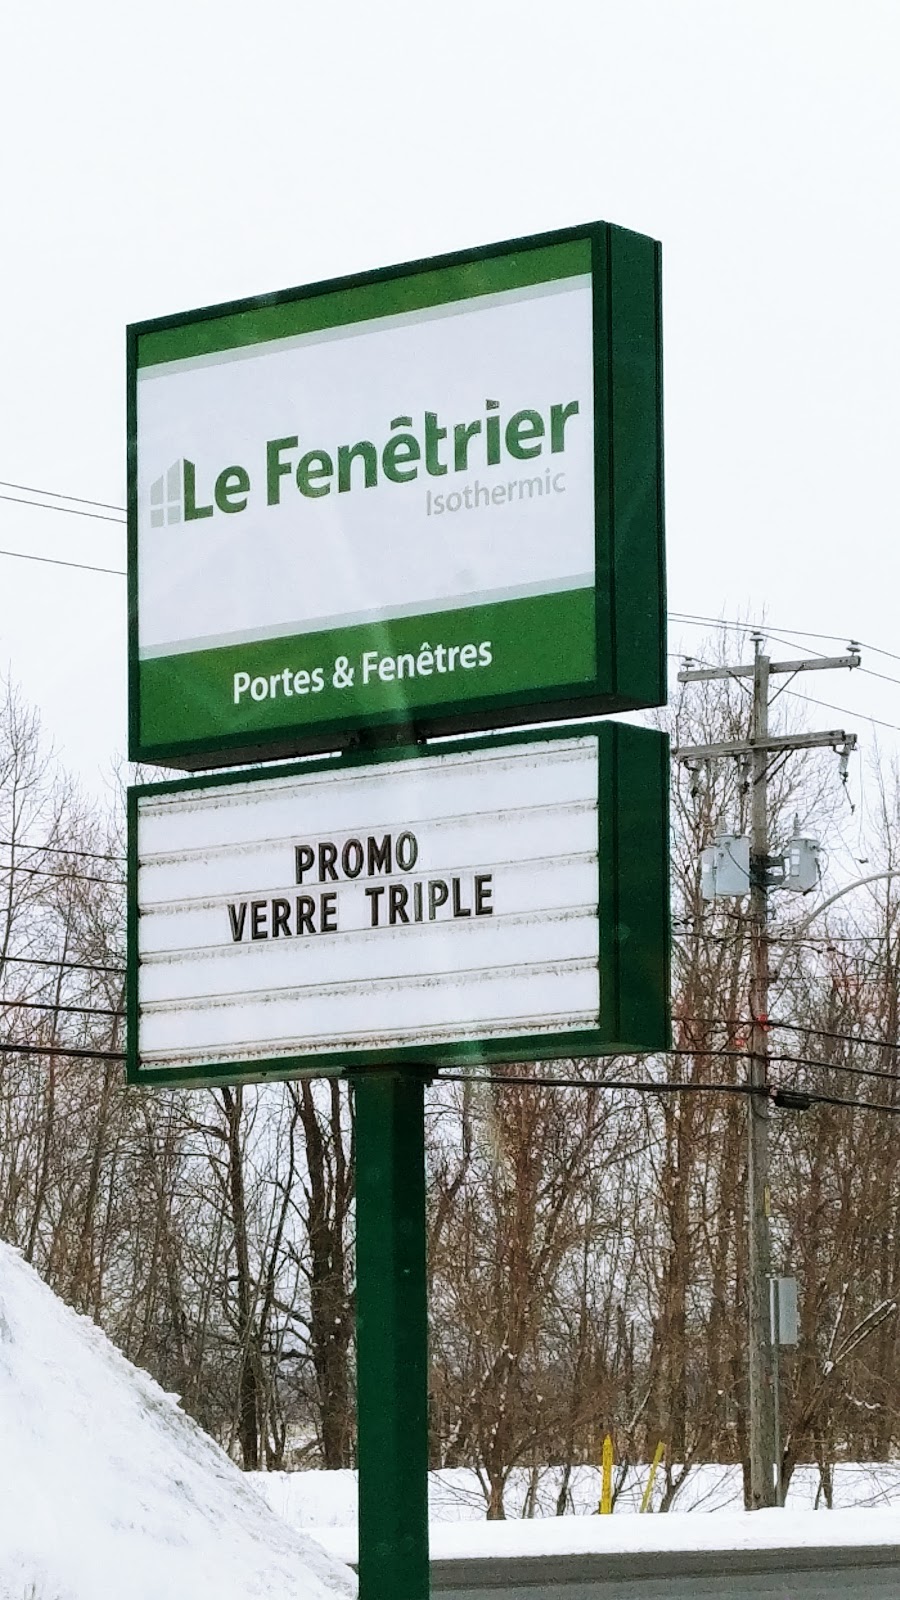 Le Fenêtrier
Isothermic
Portes & Fenêtres
PROMO
VERRE TRIPLE